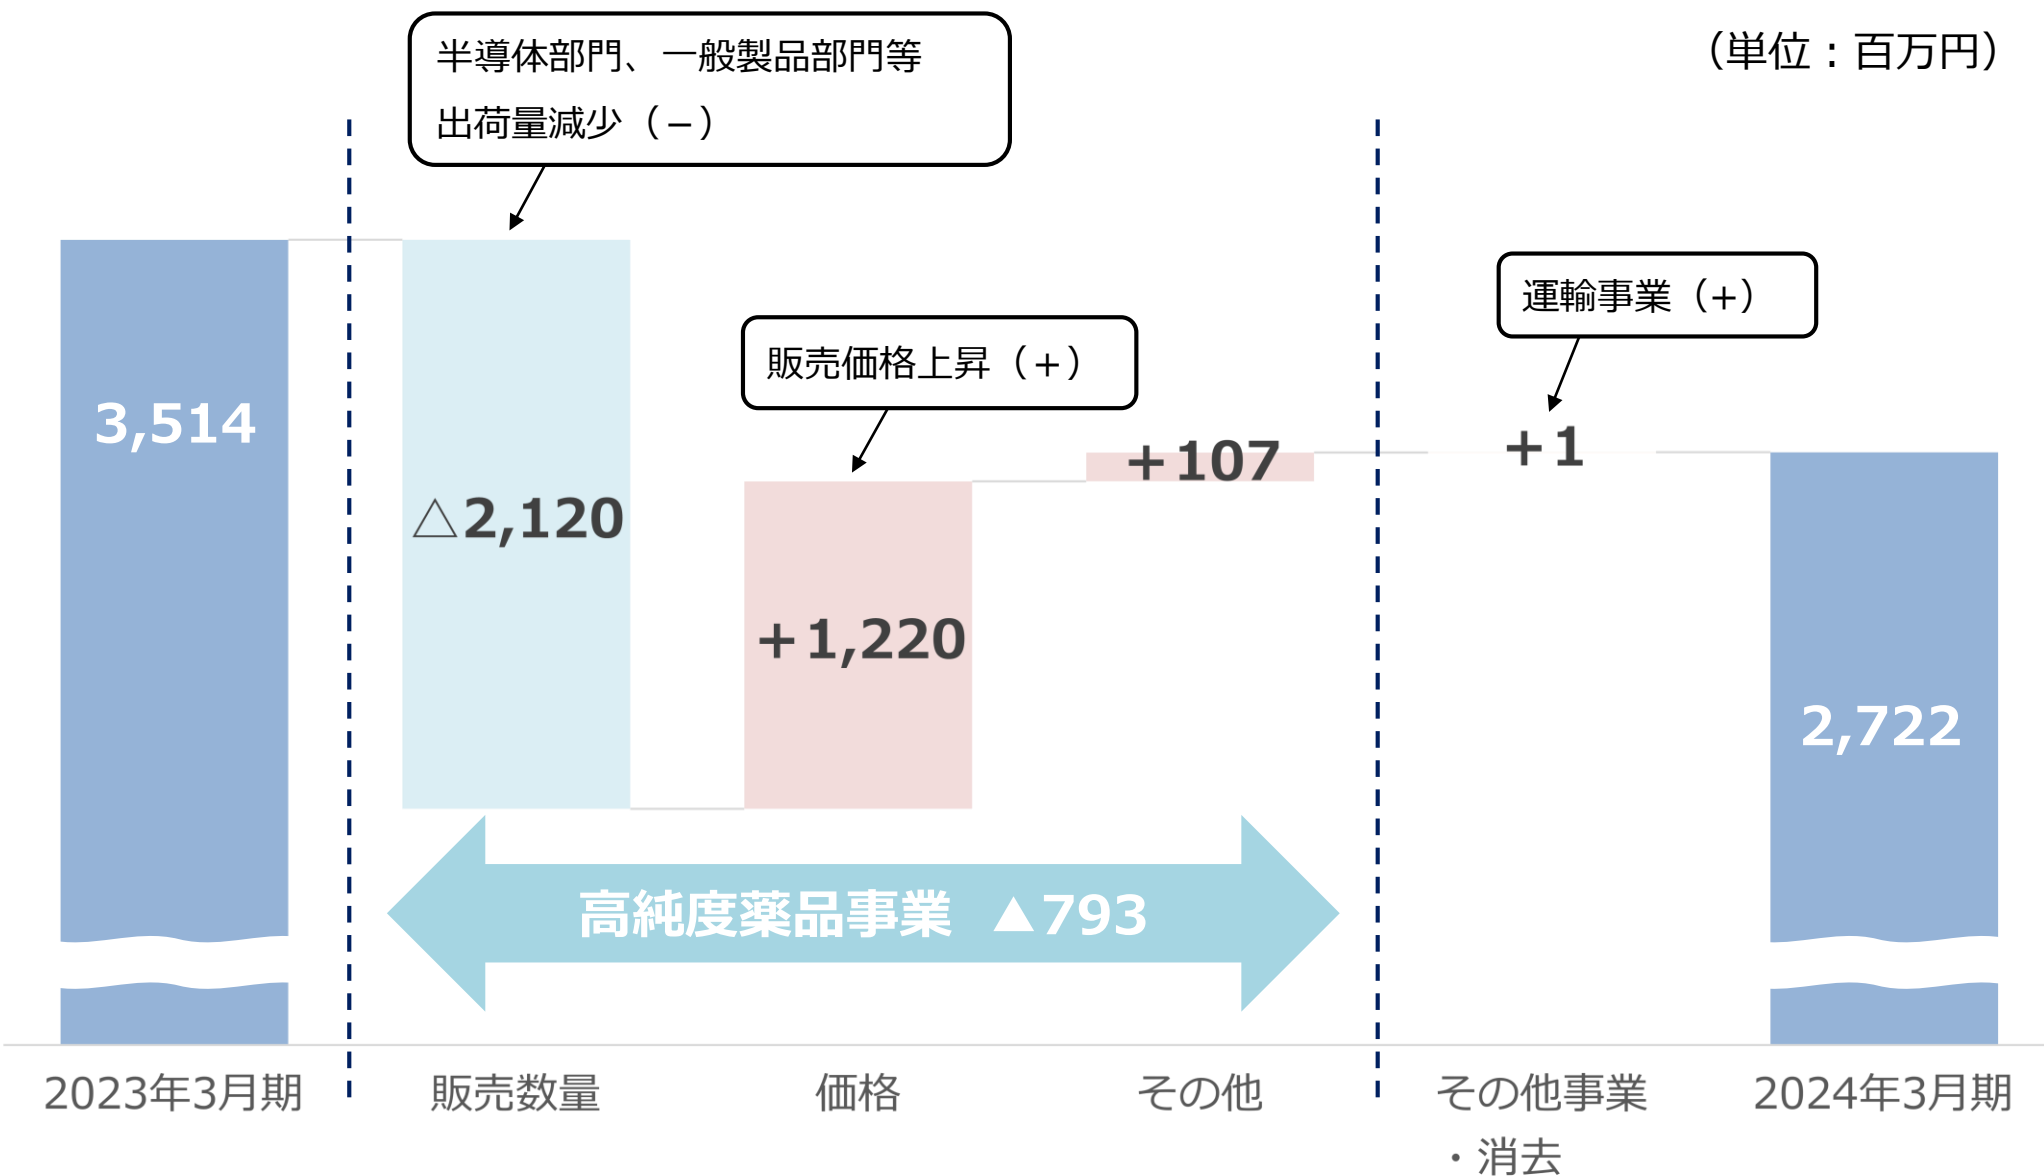 (単位：百万円)
半導体部門、一般製品部門等
出荷量減少（－）
運輸事業（+）
販売価格上昇（+）
3,514
△2,120
+1,220
+107
+1
2,722
高純度薬品事業 ▲793
2023年3月期
販売数量
価格
その他
その他事業
・消去
2024年3月期